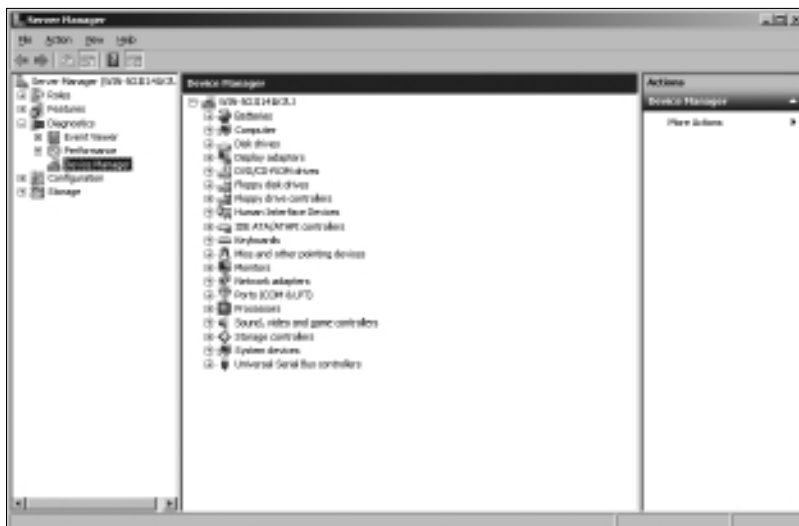 Server Manager
File Action View Help
Server Manager
Roles
Features
Diagnostics
Event Viewer
Performance
Device Manager
Configuration
Storage
Device Manager
Batteries
Computer
Disk drives
Display adapters
DVD/CD-ROM drives
Floppy disk drives
Floppy drive controllers
Human Interface Devices
IDE ATA/ATAPI controllers
Keyboards
Mice and other pointing devices
Monitors
Network adapters
Ports (COM & LPT)
Processors
Sound, video and game controllers
Storage controllers
System devices
Universal Serial Bus controllers
Actions
Device Manager
More Actions